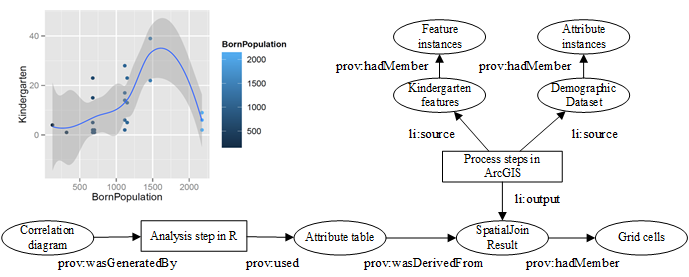 40
20
0
Kindergarten
500
1000
1500
2000
BornPopulation
BornPopulation
2000
1500
1000
500
Feature
instances
Attribute
instances
prov:hadMember
prov:hadMember
Kindergarten
features
Demographic
Dataset
li:source
li:source
Process steps in
ArcGIS
li:output
Correlation
diagram
Analysis step in R
Attribute table
SpatialJoin
Result
Grid cells
prov:wasGeneratedBy
prov:used
prov:wasDerivedFrom
prov:hadMember